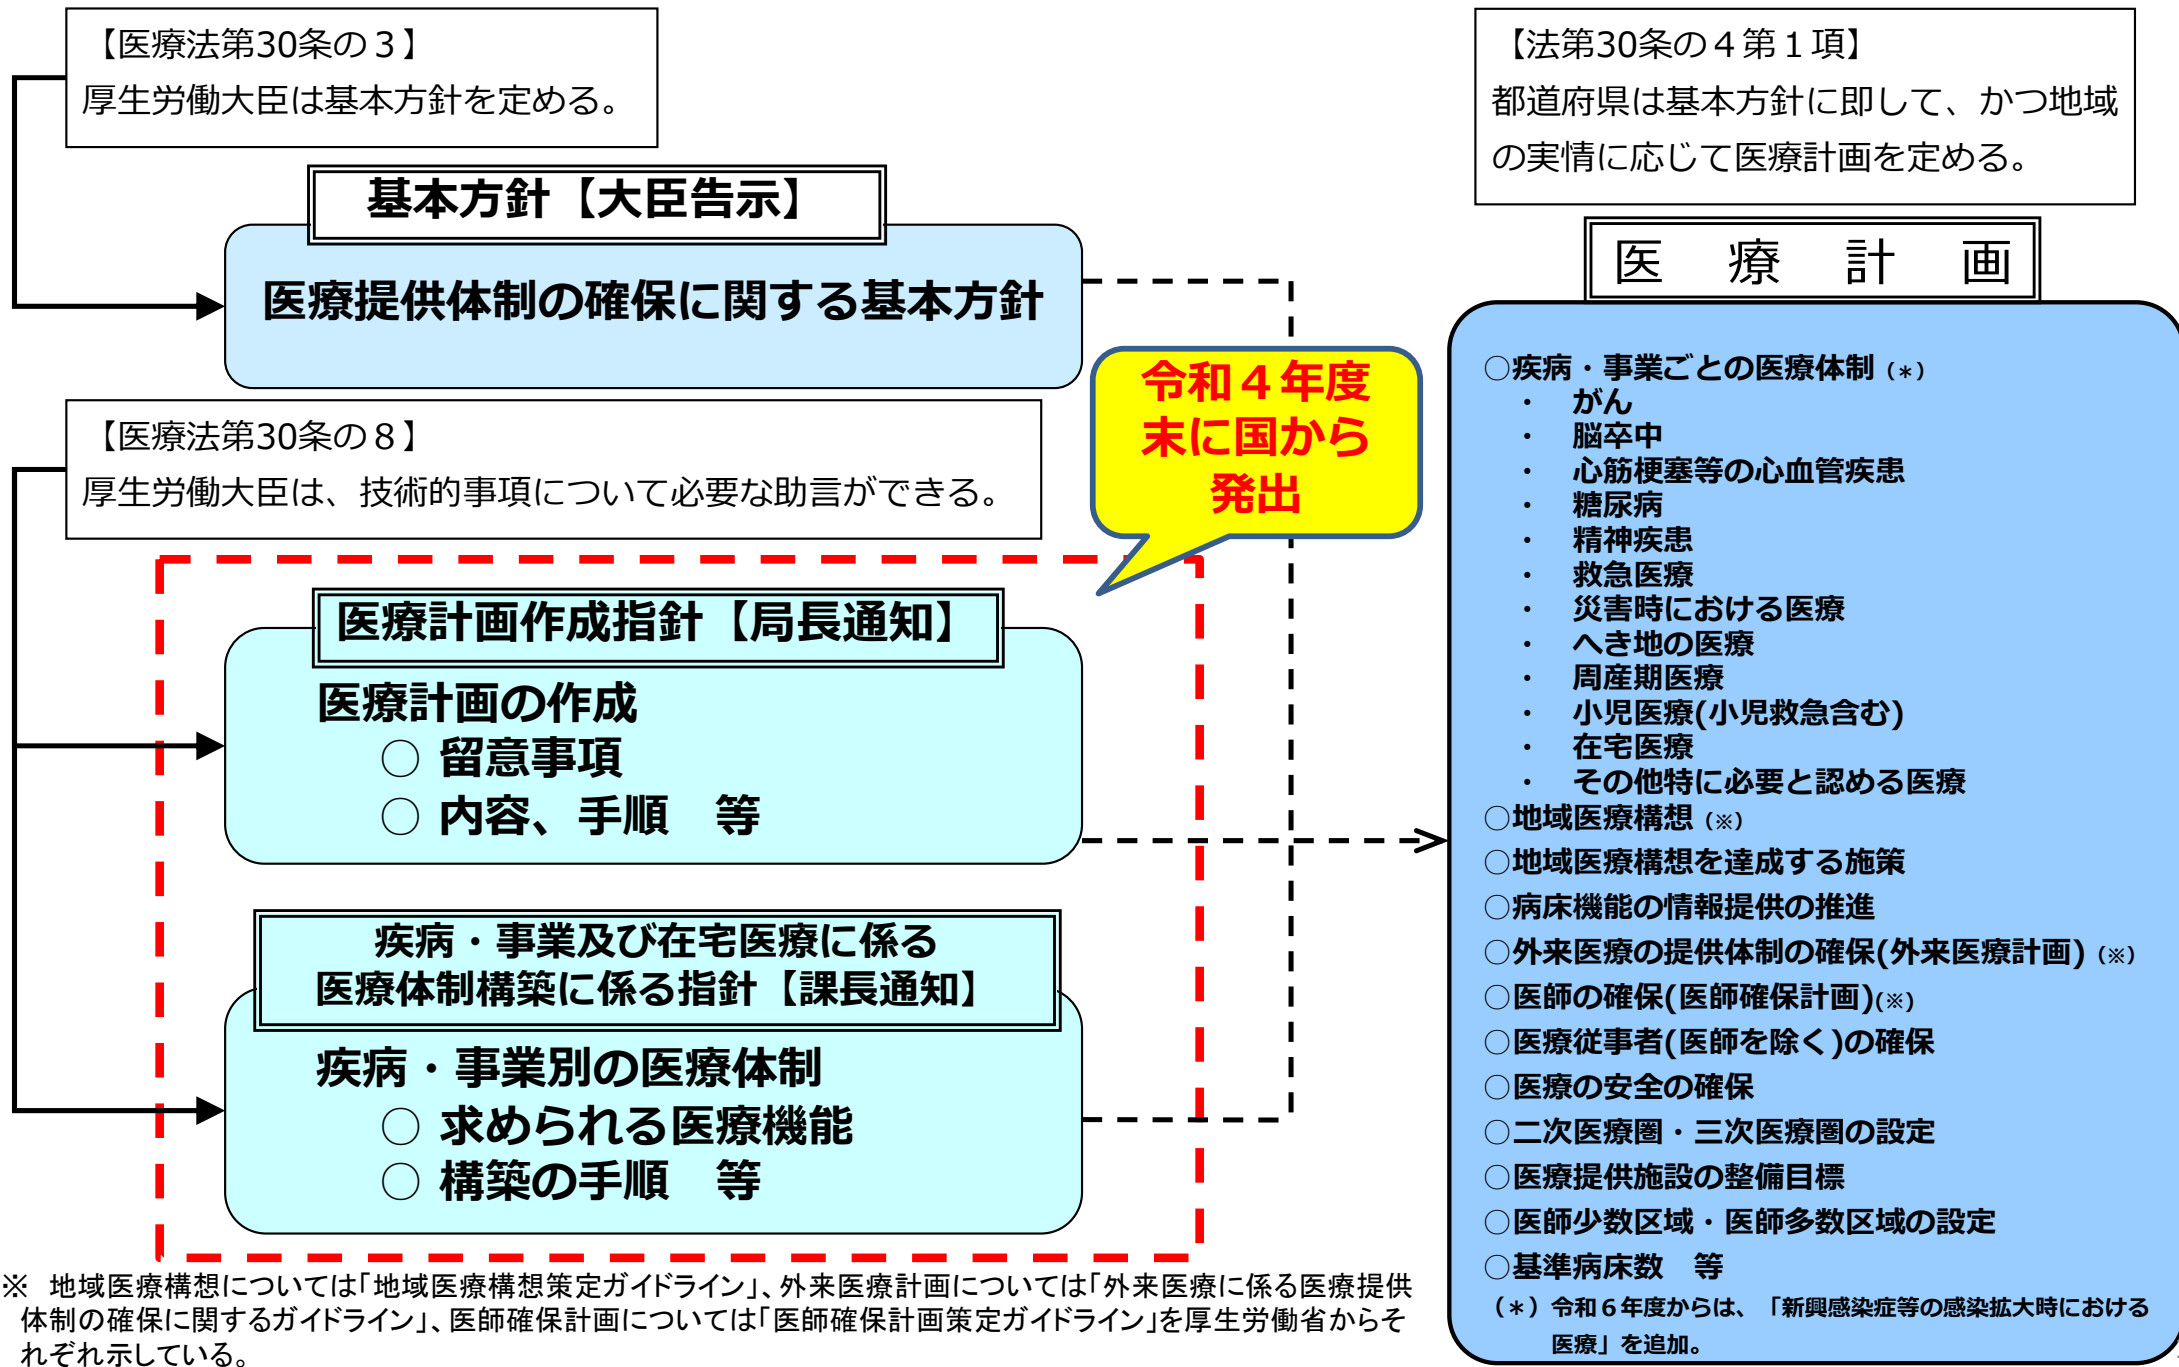 【医療法第30条の３】
厚生労働大臣は基本方針を定める。
基本方針【大臣告示】
医療提供体制の確保に関する基本方針
【医療法第30条の８】
厚生労働大臣は、技術的事項について必要な助言ができる。
令和４年度
末に国から
発出
医療計画作成指針【局長通知】
医療計画の作成
○ 留意事項
○ 内容、手順　等
疾病・事業及び在宅医療に係る
医療体制構築に係る指針【課長通知】
疾病・事業別の医療体制
○ 求められる医療機能
○ 構築の手順　等
※　地域医療構想については「地域医療構想策定ガイドライン」、外来医療計画については「外来医療に係る医療提供
体制の確保に関するガイドライン」、医師確保計画については「医師確保計画策定ガイドライン」を厚生労働省からそ
れぞれ示している。
【法第30条の４第１項】
都道府県は基本方針に即して、かつ地域
の実情に応じて医療計画を定める。
医　療　計　画
○疾病・事業ごとの医療体制（＊）
・　がん
・　脳卒中
・　心筋梗塞等の心血管疾患
・　糖尿病
・　精神疾患
・　救急医療
・　災害時における医療
・　へき地の医療
・　周産期医療
・　小児医療(小児救急含む)
・　在宅医療
・　その他特に必要と認める医療
○地域医療構想（※）
○地域医療構想を達成する施策
○病床機能の情報提供の推進
○外来医療の提供体制の確保(外来医療計画)（※）
○医師の確保(医師確保計画)(※)
○医療従事者(医師を除く)の確保
○医療の安全の確保
○二次医療圏・三次医療圏の設定
○医療提供施設の整備目標
○医師少数区域・医師多数区域の設定
○基準病床数　等
（＊）令和６年度からは、「新興感染症等の感染拡大時における
医療」を追加。